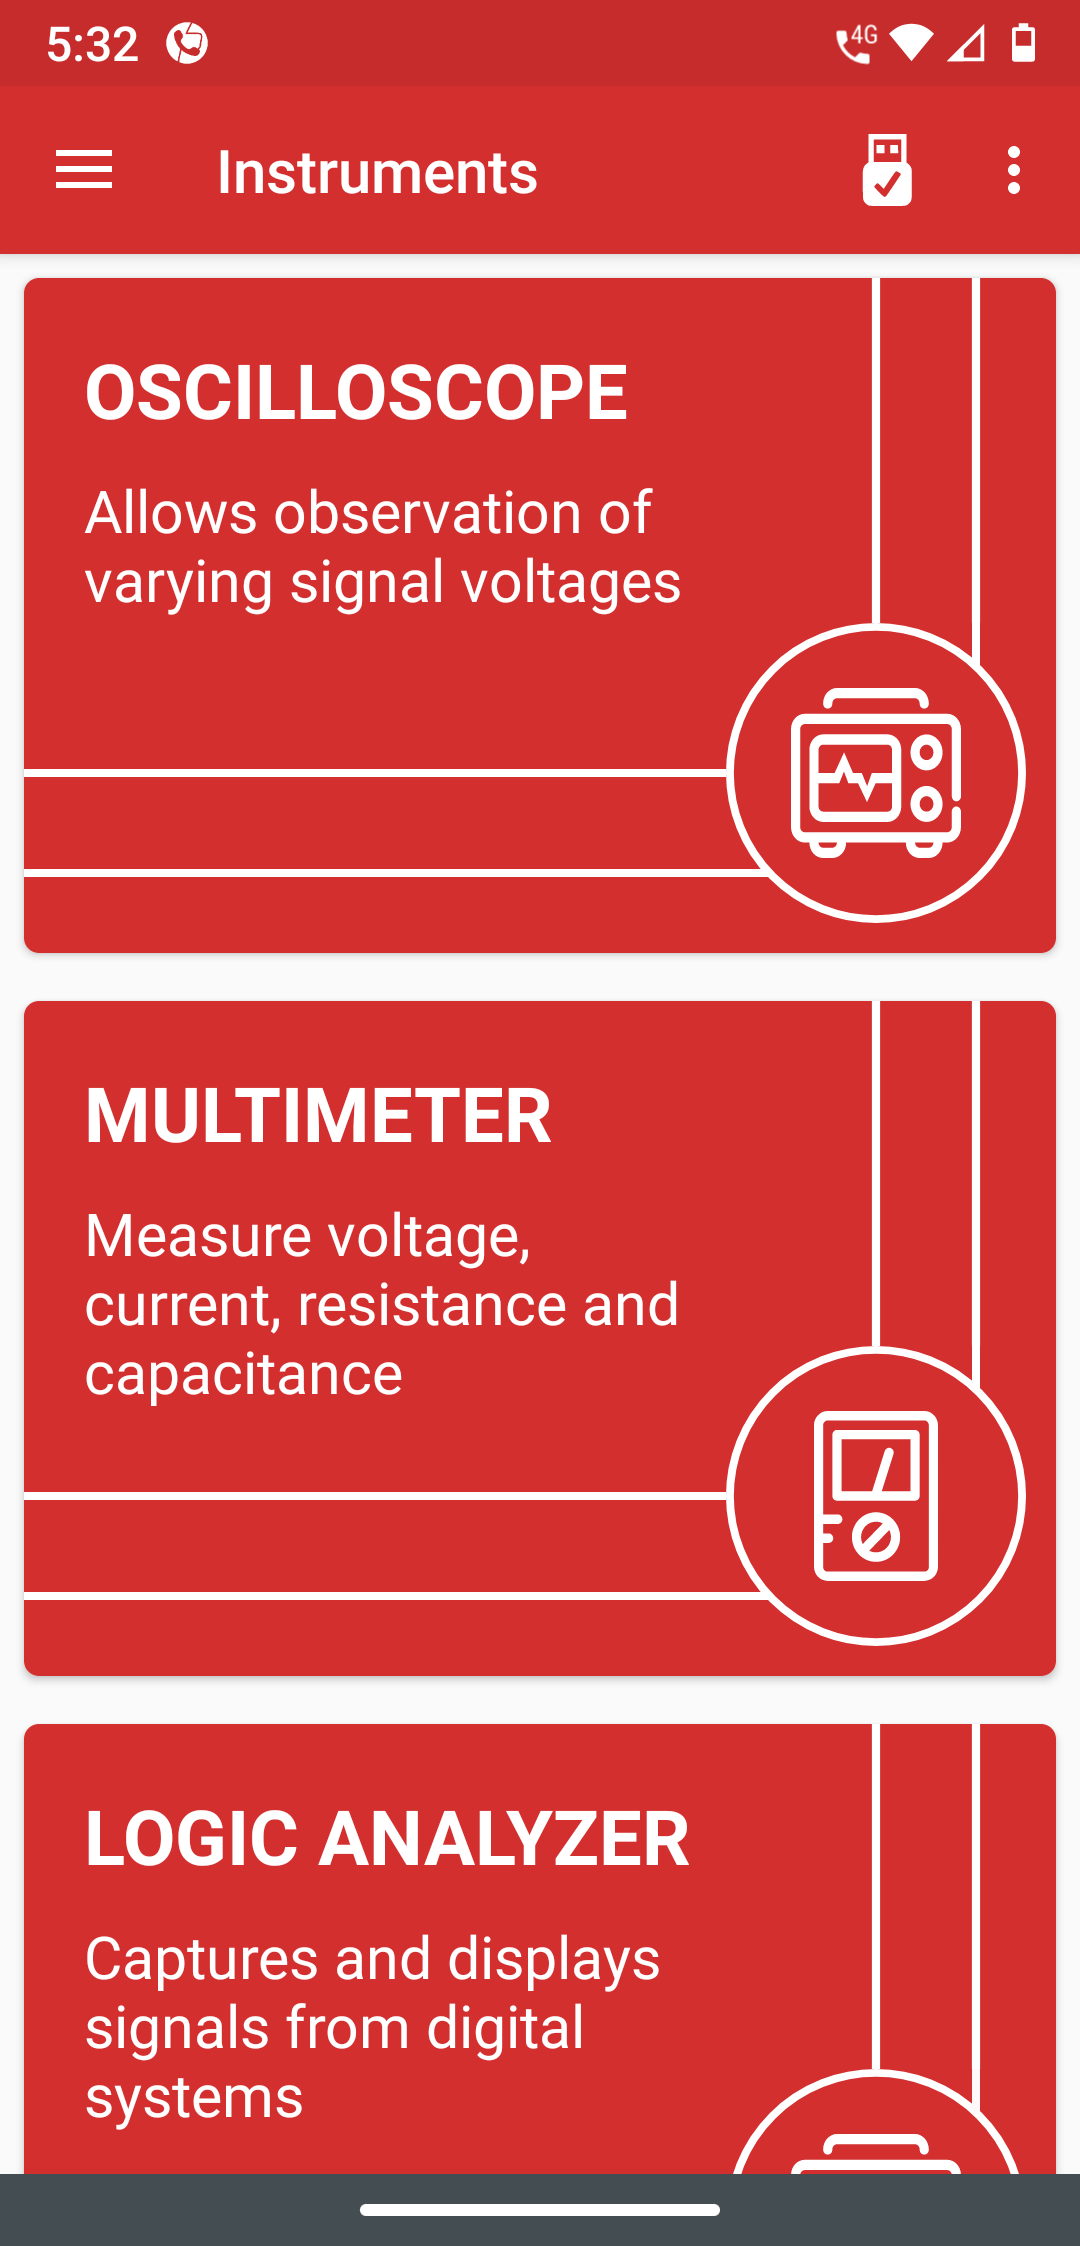 5:32
4G
Instruments
OSCILLOSCOPE
Allows observation of
varying signal voltages
MULTIMETER
Measure voltage,
current, resistance and
capacitance
LOGIC ANALYZER
Captures and displays
signals from digital
systems